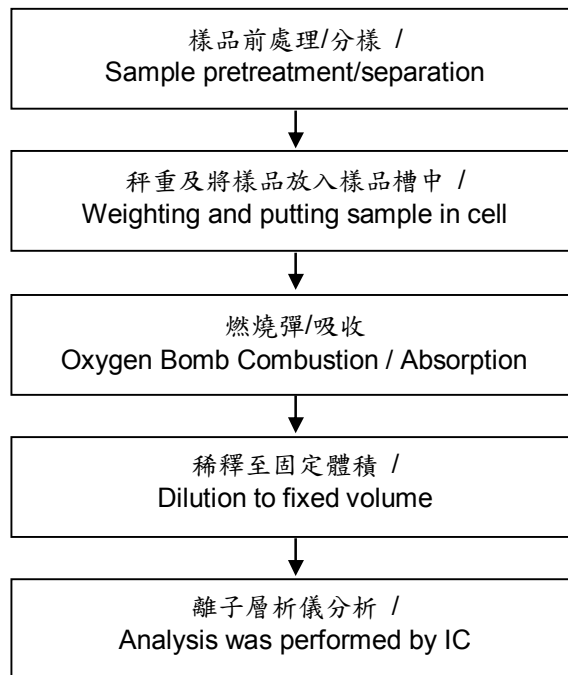 樣品前處理/分樣 /
Sample pretreatment/separation
秤重及將樣品放入樣品槽中 /
Weighting and putting sample in cell
燃燒彈/吸收
Oxygen Bomb Combustion / Absorption
稀釋至固定體積 /
Dilution to fixed volume
離子層析儀分析 /
Analysis was performed by IC